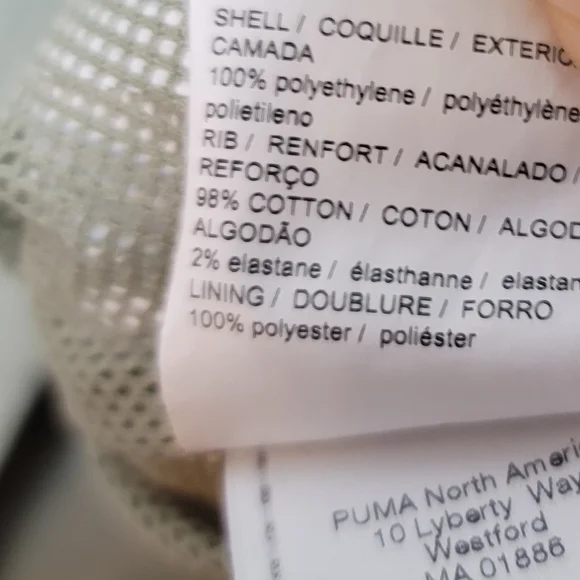 SHELL / COQUILLE / EXTERIO
CAMADA
100% polyethylene / polyéthylène
polietileno
RIB / RENFORT / ACANALADO /
REFORÇO
98% COTTON / COTON / ALGOD
ALGODÃO
2% elastane / élasthanne / elastan
LINING / DOUBLURE / FORRO
100% polyester / poliéster
PUMA North Ameri
10 Lyberty Way
Westford
MA 01886